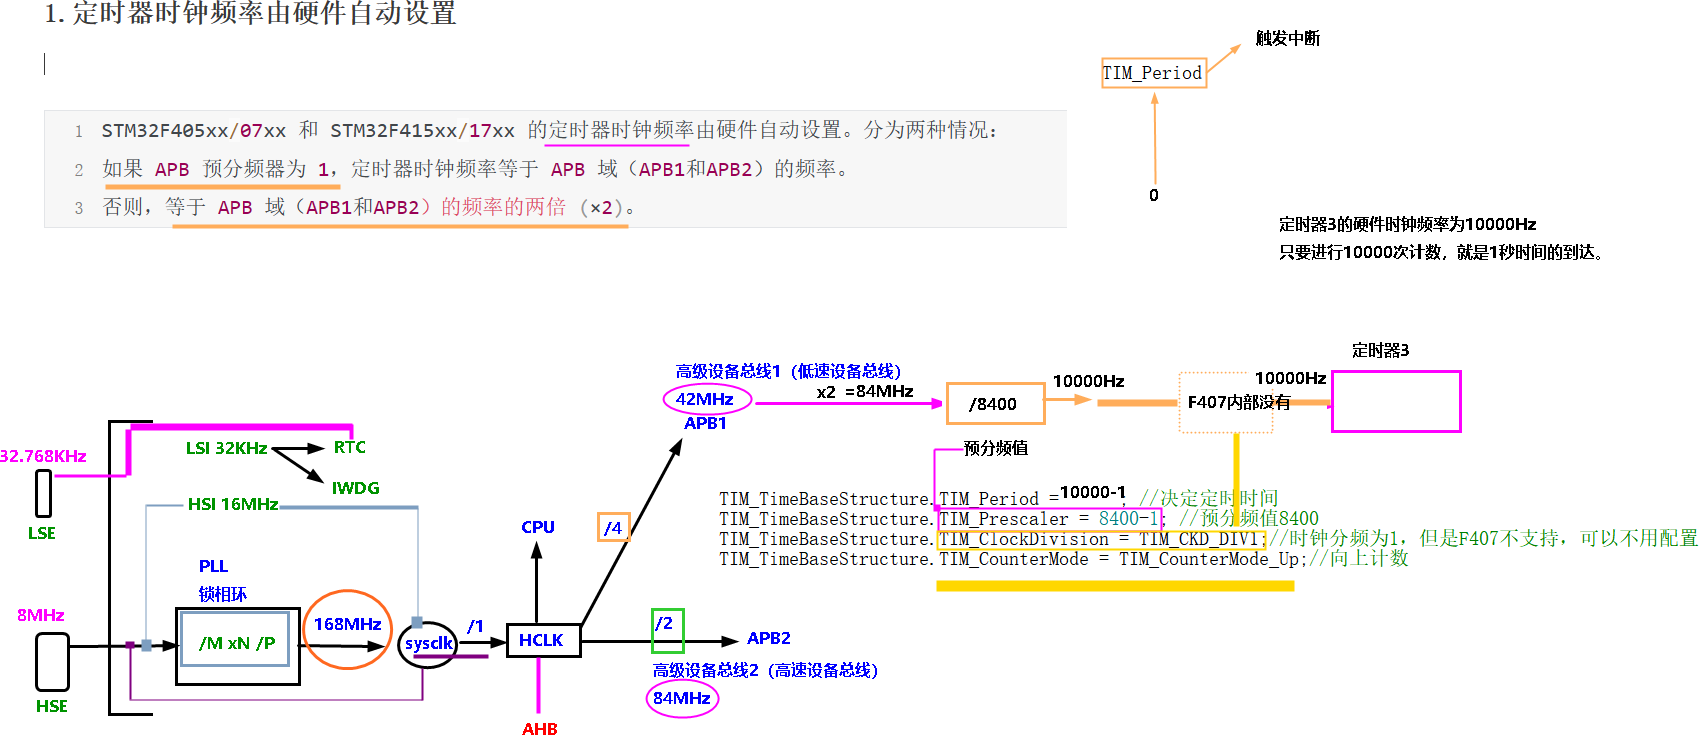 1. 定时器时钟频率由硬件自动设置
触发中断
TIM_Period
0
1 STM32F405xx/07xx 和 STM32F415xx/17xx 的定时器时钟频率由硬件自动设置。分为两种情况：
2 如果 APB 预分频器为 1，定时器时钟频率等于 APB 域（APB1和APB2）的频率。
3 否则，等于 APB 域（APB1和APB2）的频率的两� (×2)。
定时器3的硬件时钟频率为10000Hz
只要进行10000次计数，就是1秒时间的到达。
定时器3
高级设备总线1（低速设备总线）
42MHz
x2 =84MHz
APB1
/8400
10000Hz
F407内部没有
10000Hz
预分频值
TIM_TimeBaseStructure.TIM_Period =10000-1 ; //决定定时时间
TIM_TimeBaseStructure.TIM_Prescaler = 8400-1; //预分频值8400
TIM_TimeBaseStructure.TIM_ClockDivision = TIM_CKD_DIV1;//时钟分频为1，但是F407不支持，可以不用配置
TIM_TimeBaseStructure.TIM_CounterMode = TIM_CounterMode_Up;//向上计数
32.768KHz
LSE
LSI 32KHz
RTC
IWDG
HSI 16MHz
CPU
/4
PLL
锁相环
8MHz
HSE
/M xN /P
168MHz
sysclk
/1
HCLK
/2
APB2
高级设备总线2（高速设备总线）
84MHz
AHB